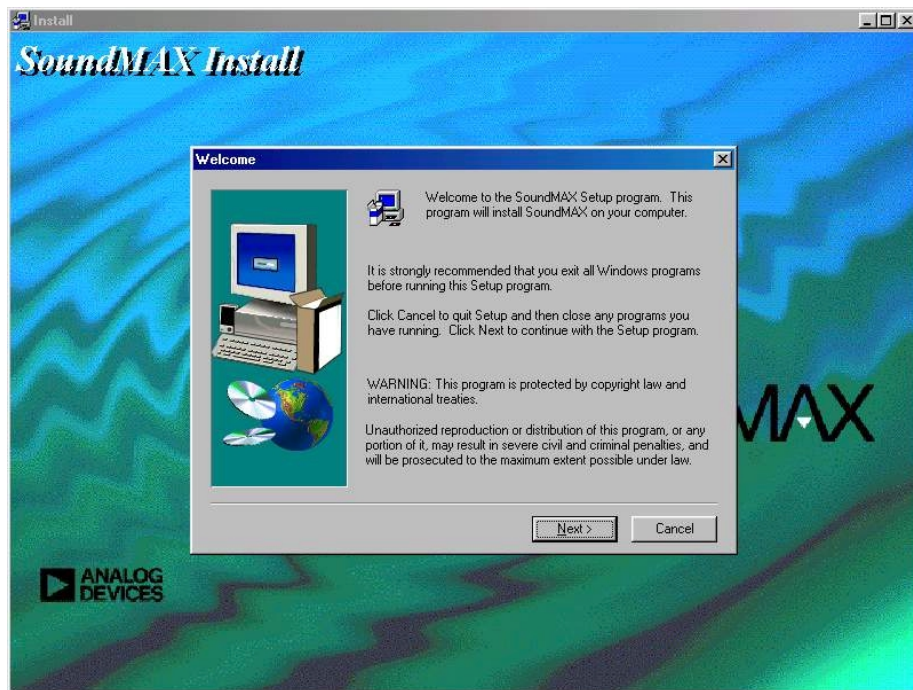 Install
SoundMAX Install
Welcome
Welcome to the SoundMAX Setup program. This
program will install SoundMAX on your computer.
It is strongly recommended that you exit all Windows programs
before running this Setup program.
Click Cancel to quit Setup and then close any programs you
have running. Click Next to continue with the Setup program.
WARNING: This program is protected by copyright law and
international treaties.
Unauthorized reproduction or distribution of this program, or any
portion of it, may result in severe civil and criminal penalties, and
will be prosecuted to the maximum extent possible under law.
MAX
Next >
Cancel
ANALOG
DEVICES